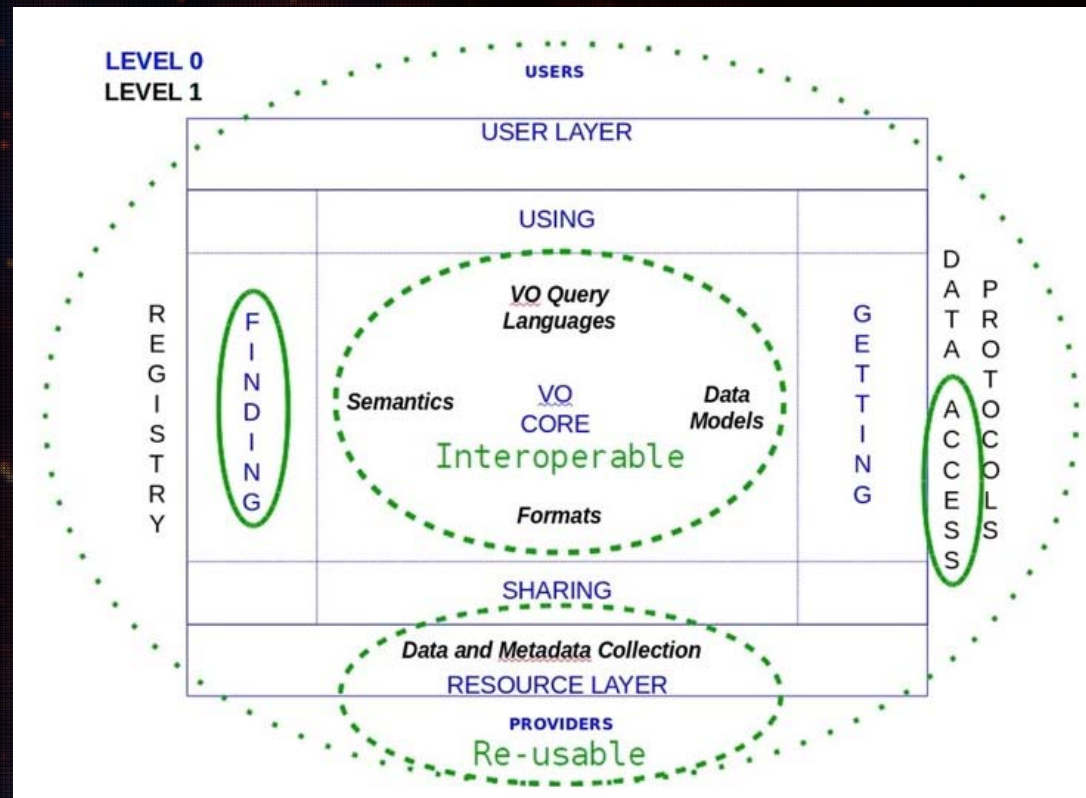 LEVEL 0
LEVEL 1
USERS
USER LAYER
USING
REGISTRY
FINDING
VO Query
Languages
Semantics
VO
CORE
Data
Models
Interoperable
Formats
GETTING
DATA ACCESS
PROTOCOLS
SHARING
Data and Metadata Collection
RESOURCE LAYER
PROVIDERS
Re-usable